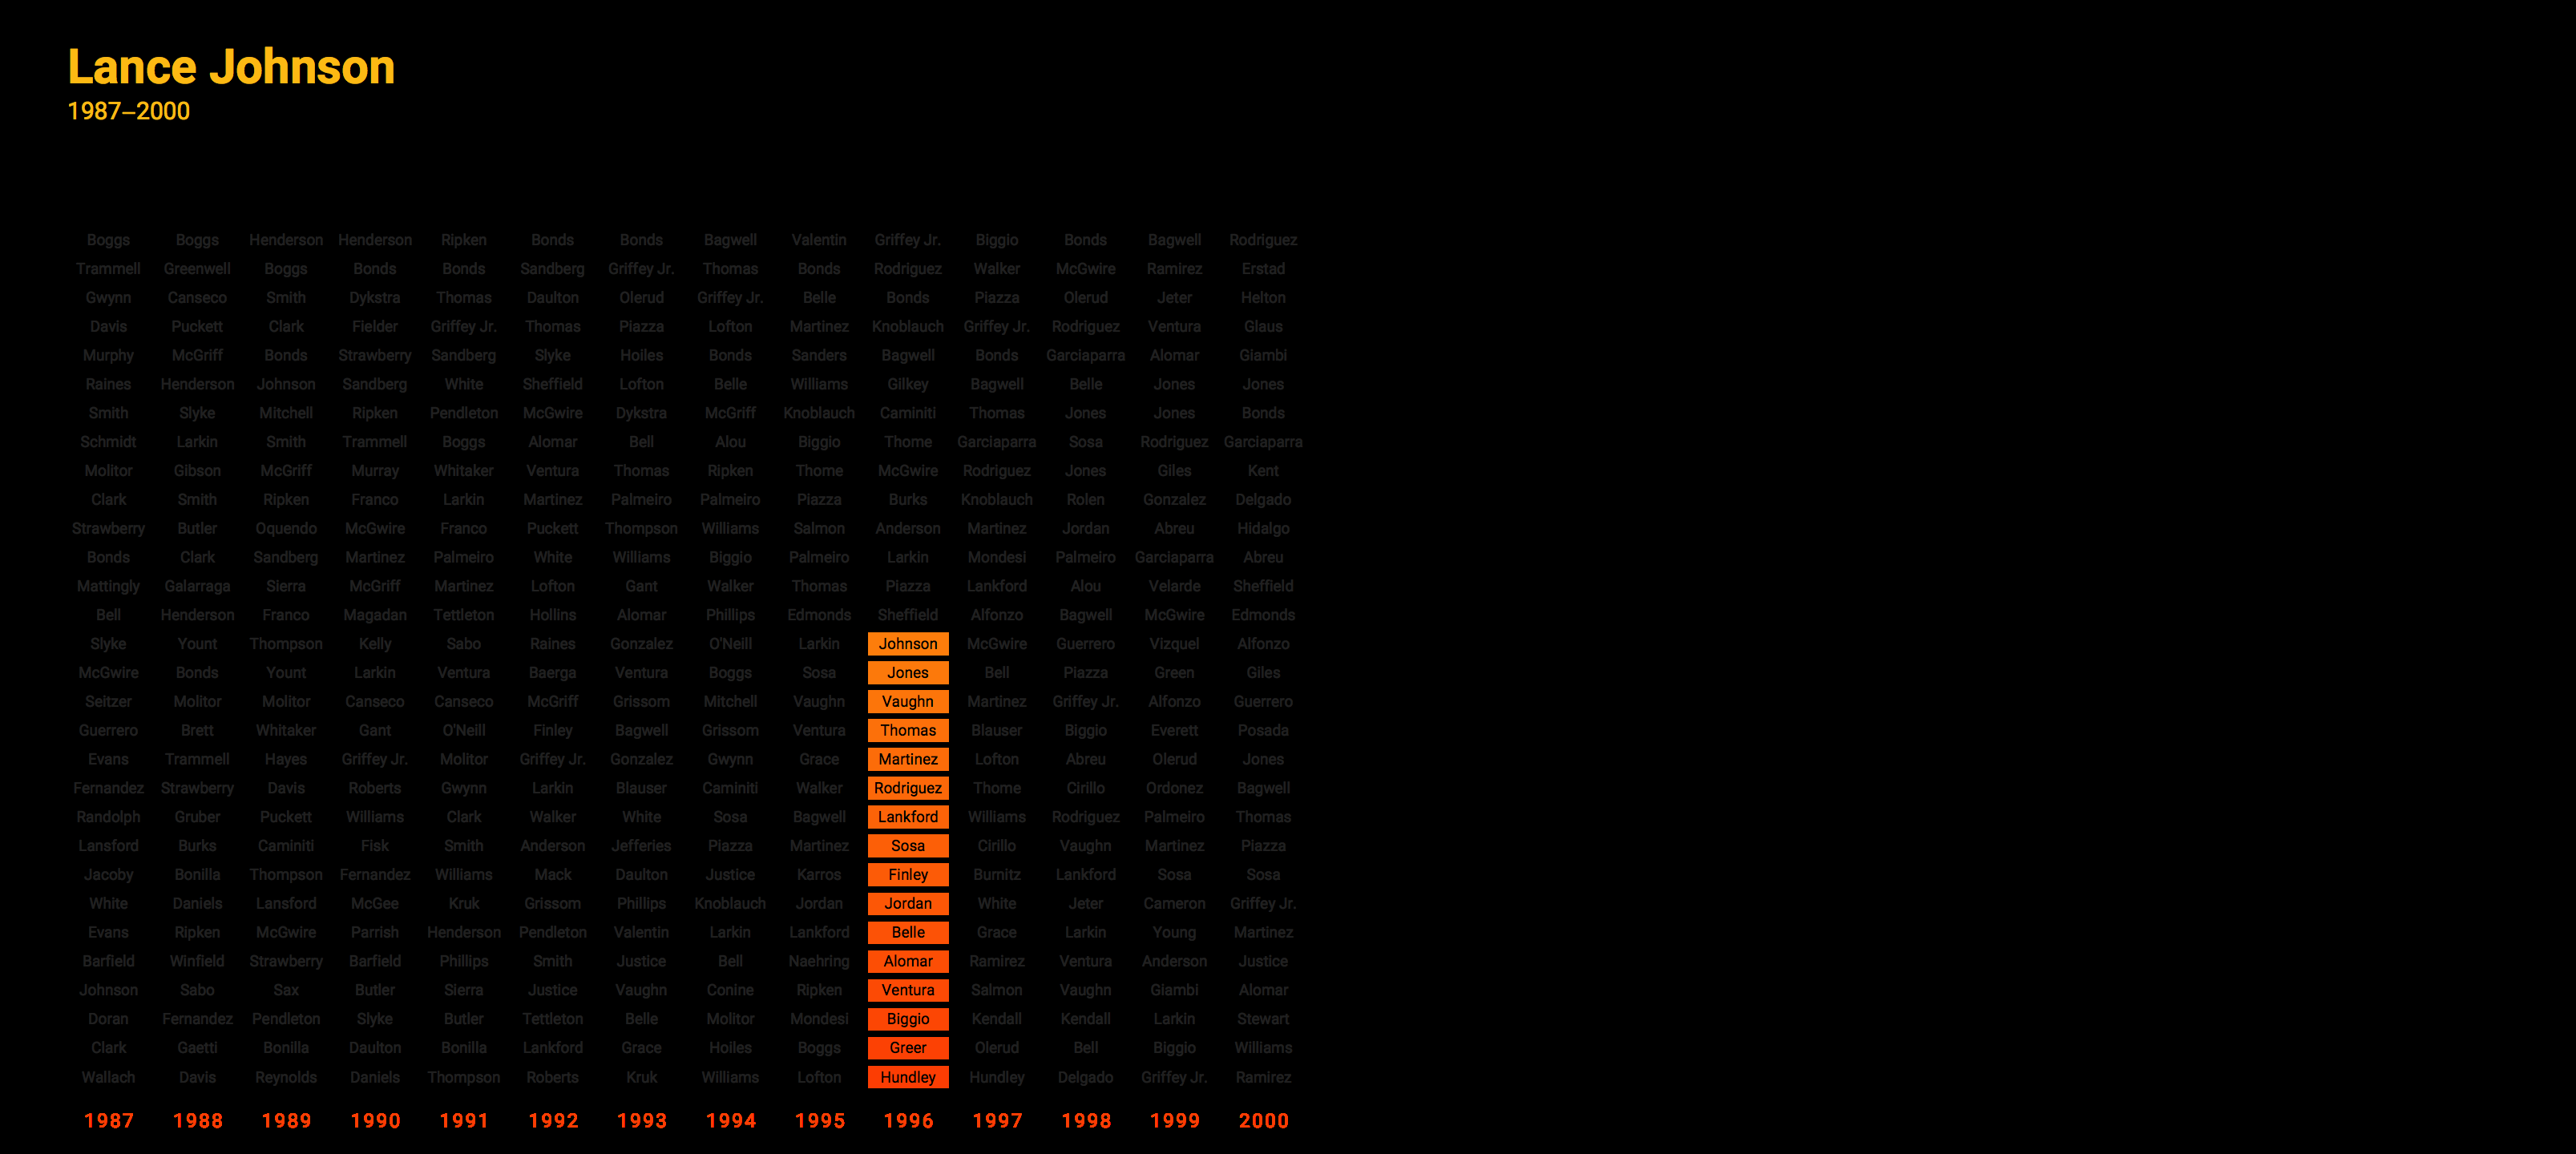 Lance Johnson
1987–2000
Boggs Boggs Henderson Henderson Ripken Bonds Bonds Bagwell Valentin Griffey Jr. Biggio Bonds Bagwell Rodriguez
Trammell Greenwell Boggs Bonds Bonds Sandberg Griffey Jr. Thomas Bonds Rodriguez Walker McGwire Ramirez Erstad
Gwynn Canseco Smith Dykstra Thomas Daulton Olerud Griffey Jr. Belle Bonds Piazza Olerud Jeter Helton
Davis Puckett Clark Fielder Griffey Jr. Thomas Piazza Lofton Martinez Knoblauch Griffey Jr. Rodriguez Ventura Glaus
Murphy McGriff Bonds Strawberry Sandberg Slyke Hoiles Bonds Sanders Bagwell Bonds Garciaparra Alomar Giambi
Raines Henderson Johnson Sandberg White Sheffield Lofton Belle Williams Gilkey Bagwell Belle Jones Jones
Smith Slyke Mitchell Ripken Pendleton McGwire Dykstra McGriff Knoblauch Caminiti Thomas Jones Jones Bonds
Schmidt Larkin Smith Trammell Boggs Alomar Bell Alou Biggio Thome Garciaparra Sosa Rodriguez Garciaparra
Molitor Gibson McGriff Murray Whitaker Ventura Thomas Ripken Thome McGwire Rodriguez Jones Giles Kent
Clark Smith Ripken Franco Larkin Martinez Palmeiro Palmeiro Piazza Burks Knoblauch Rolen Gonzalez Delgado
Strawberry Butler Oquendo McGwire Franco Puckett Thompson Williams Salmon Anderson Martinez Jordan Abreu Hidalgo
Bonds Clark Sandberg Martinez Palmeiro White Williams Biggio Palmeiro Larkin Mondesi Palmeiro Garciaparra Abreu
Mattingly Galarraga Sierra McGriff Martinez Lofton Gant Walker Thomas Piazza Lankford Alou Velarde Sheffield
Bell Henderson Franco Magadan Tettleton Hollins Alomar Phillips Edmonds Sheffield Alfonzo Bagwell McGwire Edmonds
Slyke Yount Thompson Kelly Sabo Raines Gonzalez O'Neill Larkin Johnson McGwire Guerrero Vizquel Alfonzo
McGwire Bonds Yount Larkin Ventura Baerga Ventura Boggs Sosa Jones Bell Piazza Green Giles
Seitzer Molitor Molitor Canseco Canseco McGriff Grissom Mitchell Vaughn Vaughn Martinez Griffey Jr. Alfonzo Guerrero
Guerrero Brett Whitaker Gant O'Neill Finley Bagwell Grissom Ventura Thomas Blauser Biggio Everett Posada
Evans Trammell Hayes Griffey Jr. Molitor Griffey Jr. Gonzalez Gwynn Grace Martinez Lofton Abreu Olerud Jones
Fernandez Strawberry Davis Roberts Gwynn Larkin Blauser Caminiti Walker Rodriguez Thome Cirillo Ordonez Bagwell
Randolph Gruber Puckett Williams Clark Walker White Sosa Bagwell Lankford Williams Rodriguez Palmeiro Thomas
Lansford Burks Caminiti Fisk Smith Anderson Jefferies Piazza Martinez Sosa Cirillo Vaughn Martinez Piazza
Jacoby Bonilla Thompson Fernandez Williams Mack Daulton Justice Karros Finley Burnitz Lankford Sosa Sosa
White Daniels Lansford McGee Kruk Grissom Phillips Knoblauch Jordan Jordan White Jeter Cameron Griffey Jr.
Evans Ripken McGwire Parrish Henderson Pendleton Valentin Larkin Lankford Belle Grace Larkin Young Martinez
Barfield Winfield Strawberry Barfield Phillips Smith Justice Bell Naehring Alomar Ramirez Ventura Anderson Justice
Johnson Sabo Sax Butler Sierra Justice Vaughn Conine Ripken Ventura Salmon Vaughn Giambi Alomar
Doran Fernandez Pendleton Slyke Butler Tettleton Belle Molitor Mondesi Biggio Kendall Kendall Larkin Stewart
Clark Gaetti Bonilla Daulton Bonilla Lankford Grace Hoiles Boggs Greer Olerud Bell Biggio Williams
Wallach Davis Reynolds Daniels Thompson Roberts Kruk Williams Lofton Hundley Hundley Delgado Griffey Jr. Ramirez
1987 1988 1989 1990 1991 1992 1993 1994 1995 1996 1997 1998 1999 2000